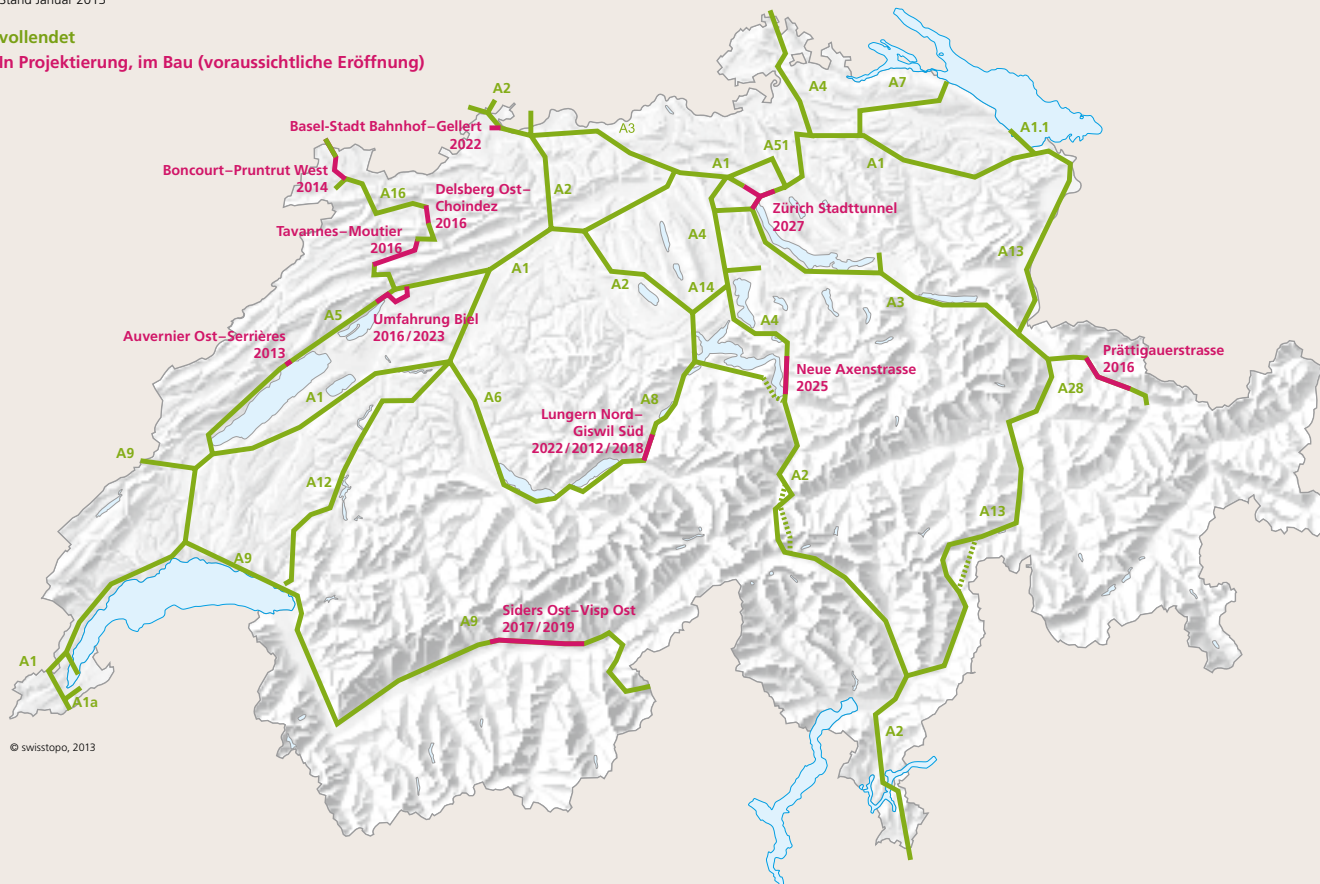 Stand Januar 2013
vollendet
In Projektierung, im Bau (voraussichtliche Eröffnung)
A2
A4
A7
A1.1
Basel-Stadt Bahnhof–Gellert
2022
A3
A51
A1
A1
Boncourt–Pruntrut West
2014
A16
Delsberg Ost–
Choindez
2016
A2
Zürich Stadttunnel
2027
Tavannes–Moutier
2016
A4
A13
A1
A2
A14
A3
A5
Umfahrung Biel
2016/2023
A4
Auvernier Ost–Serrières
2013
Prättigauerstrasse
2016
Neue Axenstrasse
2025
A28
A1
A6
A8
Lungern Nord–
Giswil Süd
2022/2012/2018
A9
A12
A2
A13
A9
Siders Ost–Visp Ost
2017/2019
A9
A1
A1a
A2
© swisstopo, 2013